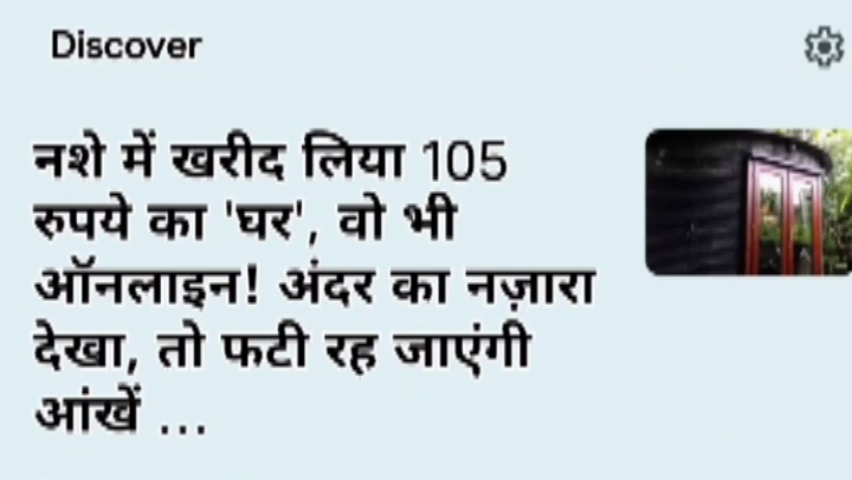 Discover
नशे में खरीद लिया 105
रुपये का 'घर', वो भी
ऑनलाइन! अंदर का नज़ारा
देखा, तो फटी रह जाएंगी
आंखें ...